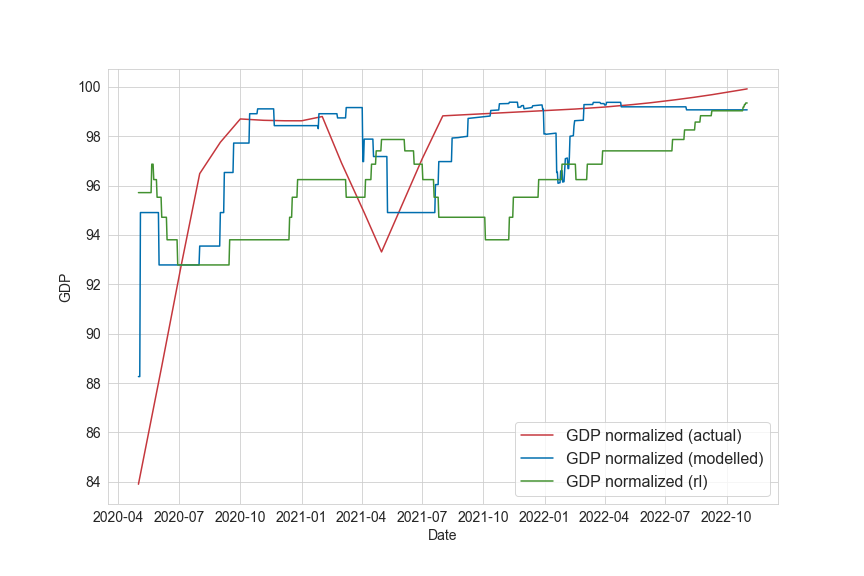 100
98
96
94
92
90
88
86
84
GDP
GDP normalized (actual)
GDP normalized (modelled)
GDP normalized (rl)
2020-04 2020-07 2020-10 2021-01 2021-04 2021-07 2021-10 2022-01 2022-04 2022-07 2022-10
Date